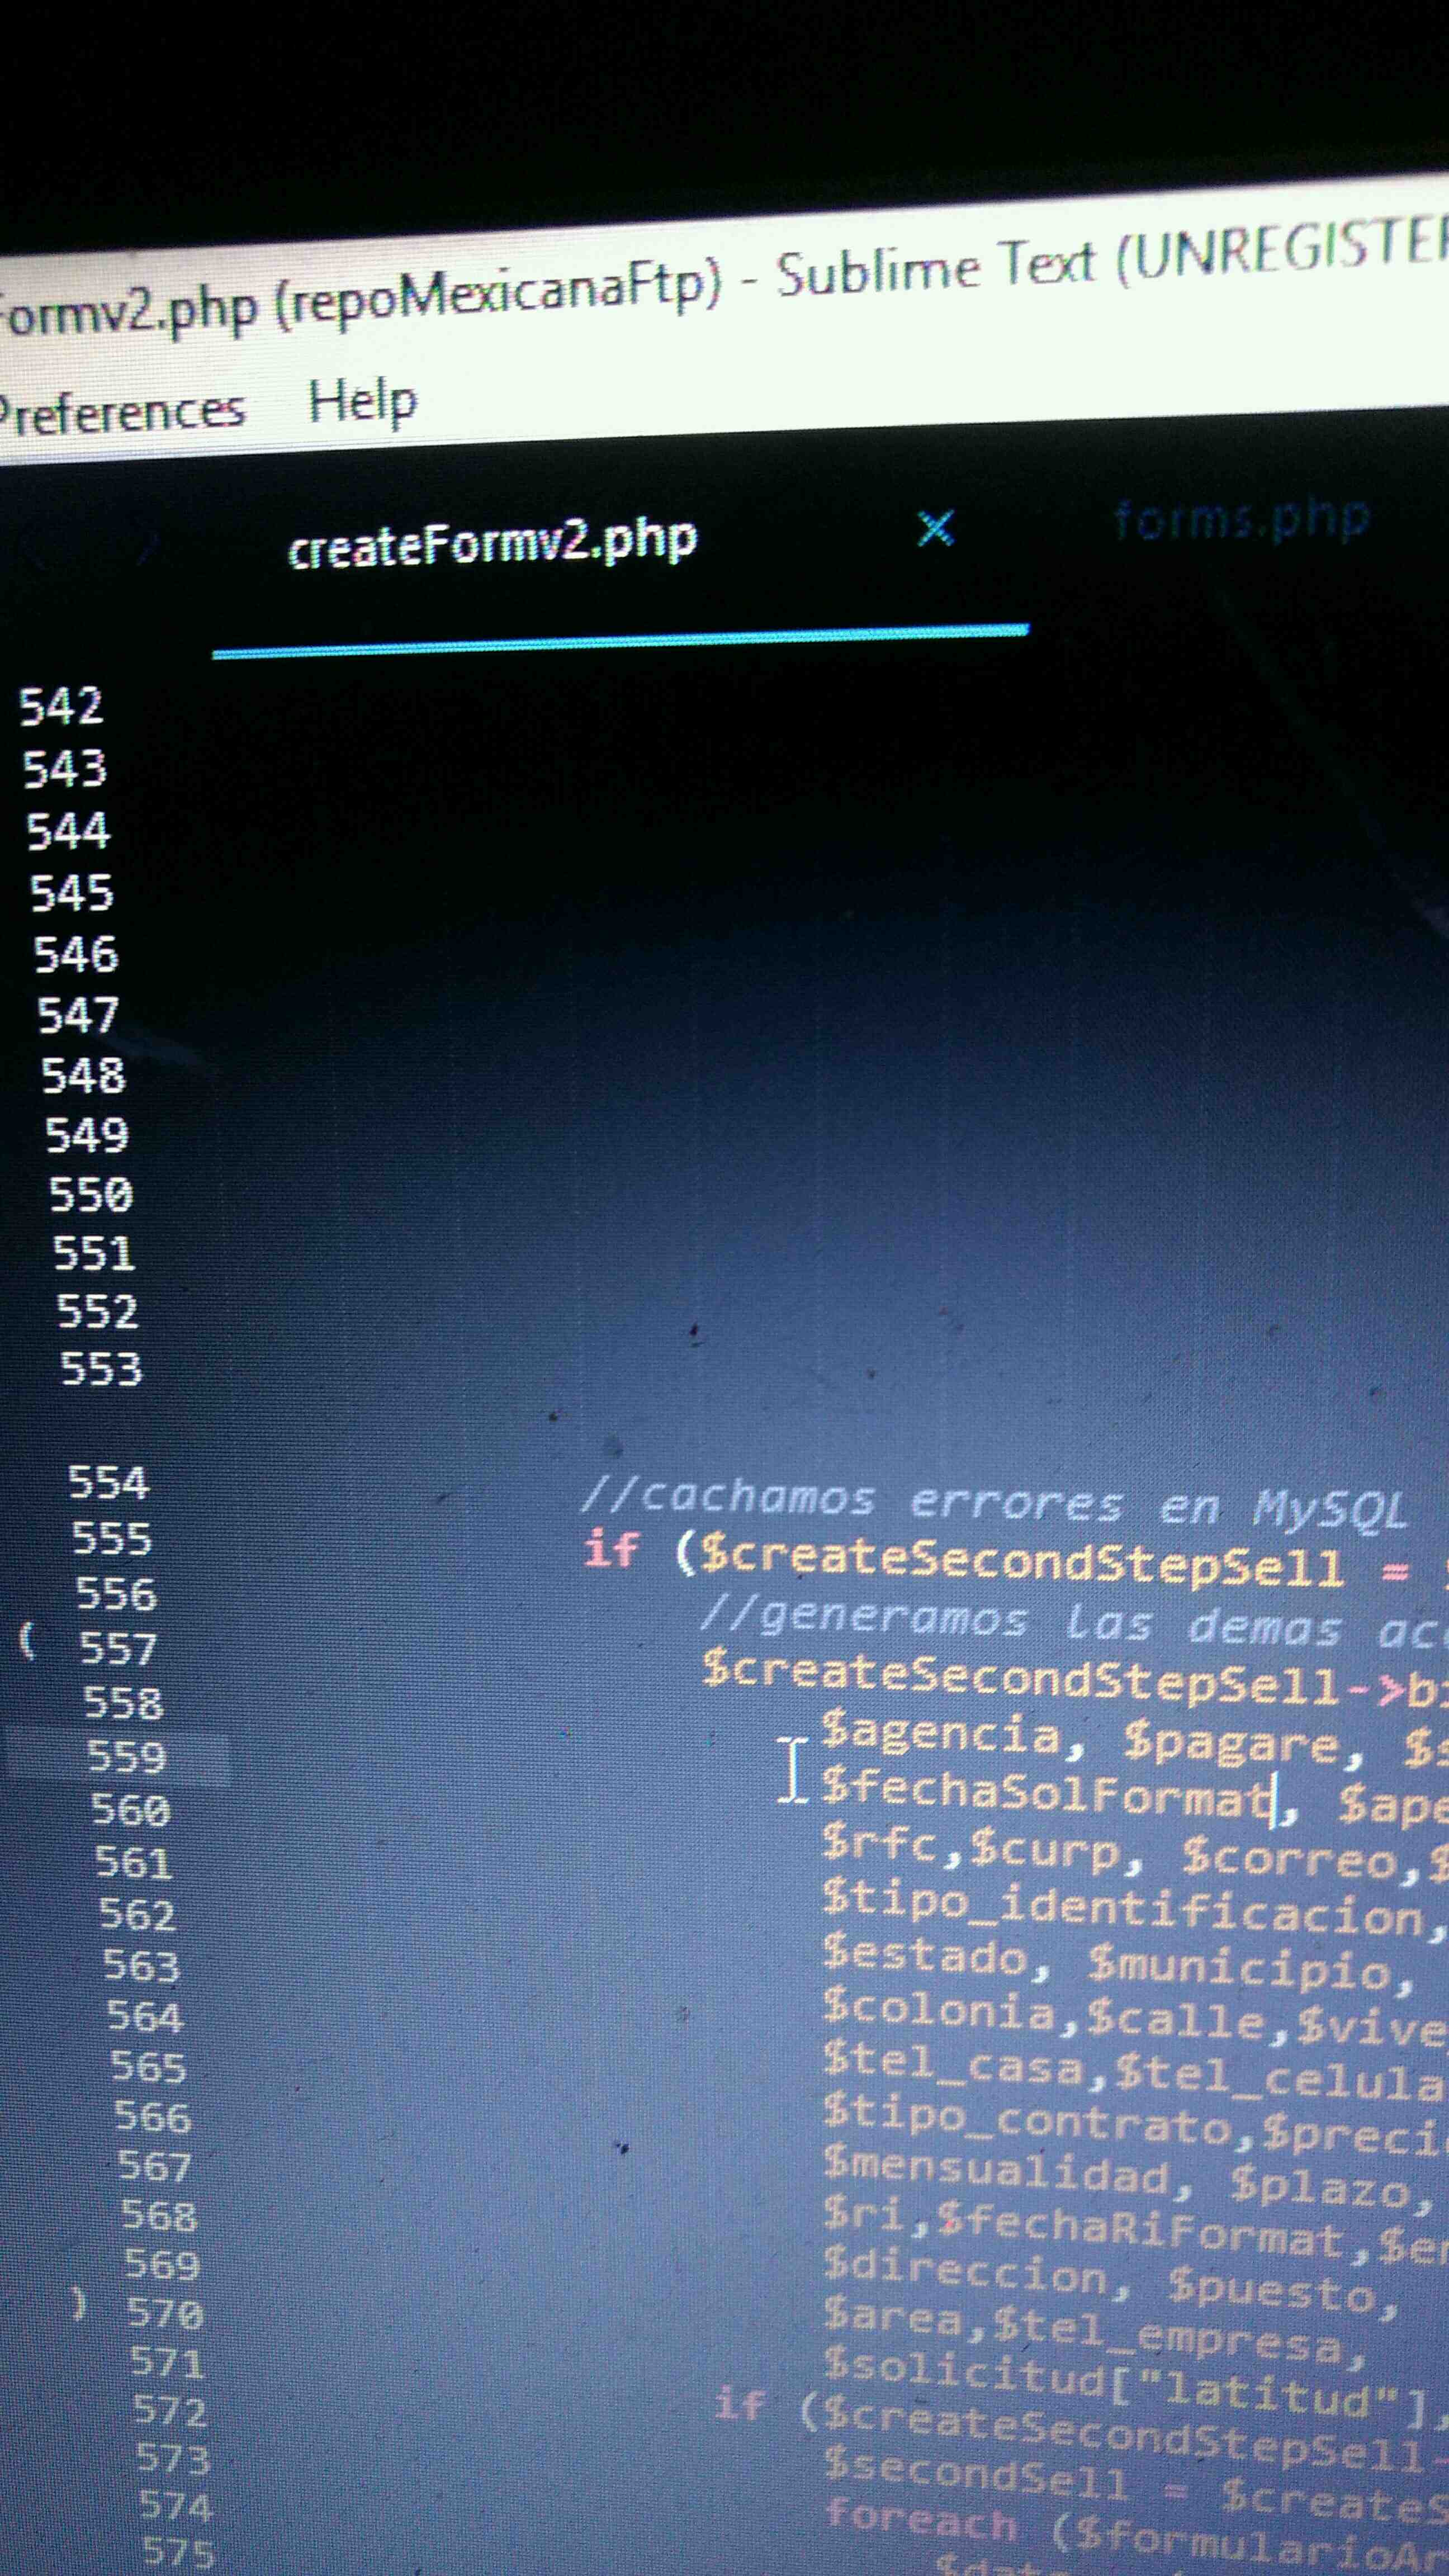 Formv2.php (repoMexicanaFtp) - Sublime Text (UNREGISTER
Preferences Help
createFormv2.php × forms.php
542
543
544
545
546
547
548
549
550
551
552
553
554 //cachamos errores en MySQL
555 if ($createSecondStepSell =
556 //generamos las demas ac
( 557 $createSecondStepSell->b
558 $agencia, $pagare, $s
559 $fechaSolFormat, $ape
560 $rfc,$curp, $correo,$
561 $tipo_identificacion,
562 $estado, $municipio,
563 $colonia,$calle,$vive
564 $tel_casa,$tel_celula
565 $tipo_contrato,$preci
566 $mensualidad, $plazo,
567 $ri,$fechaRiFormat,$e
568 $direccion, $puesto,
569 $area,$tel_empresa,
) 570 $solicitud["latitud"],
571 if ($createSecondStepSell-
572 $secondSell = $createS
573 foreach ($formularioAr
574 $dat
575